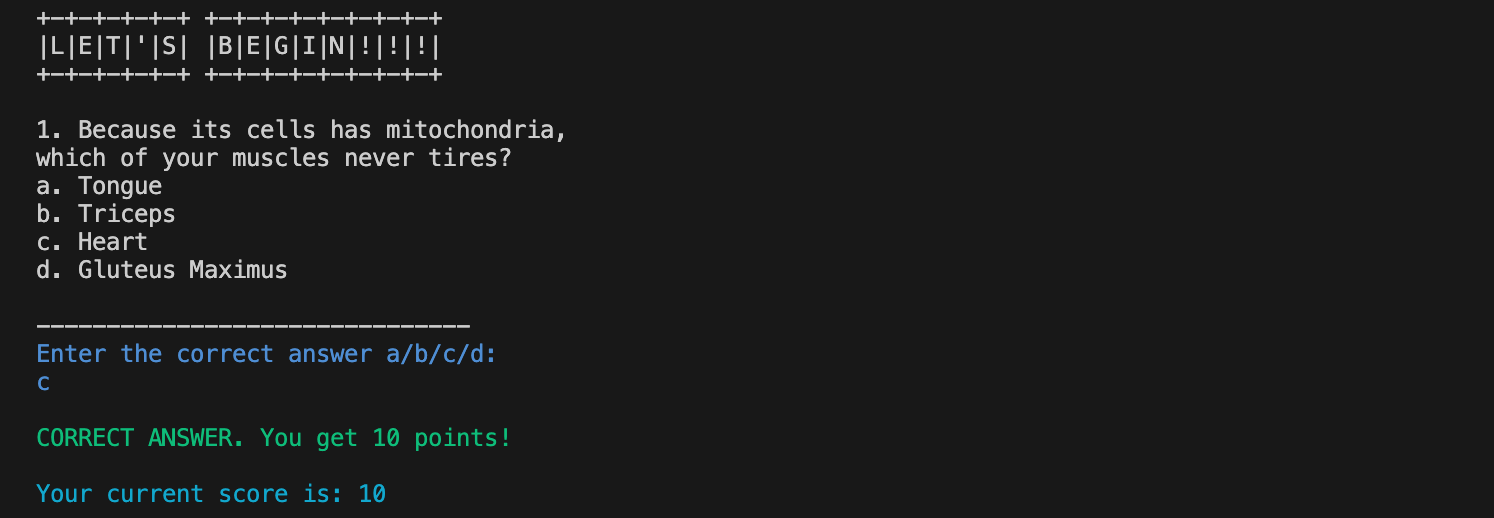 +-+-+-+-+-+ +-+-+-+-+-+-+-+-+
|L|E|T|'|S| |B|E|G|I|N|!|!|!|
+-+-+-+-+-+ +-+-+-+-+-+-+-+-+
1. Because its cells has mitochondria,
which of your muscles never tires?
a. Tongue
b. Triceps
c. Heart
d. Gluteus Maximus
_______________________________
Enter the correct answer a/b/c/d:
c
CORRECT ANSWER. You get 10 points!
Your current score is: 10